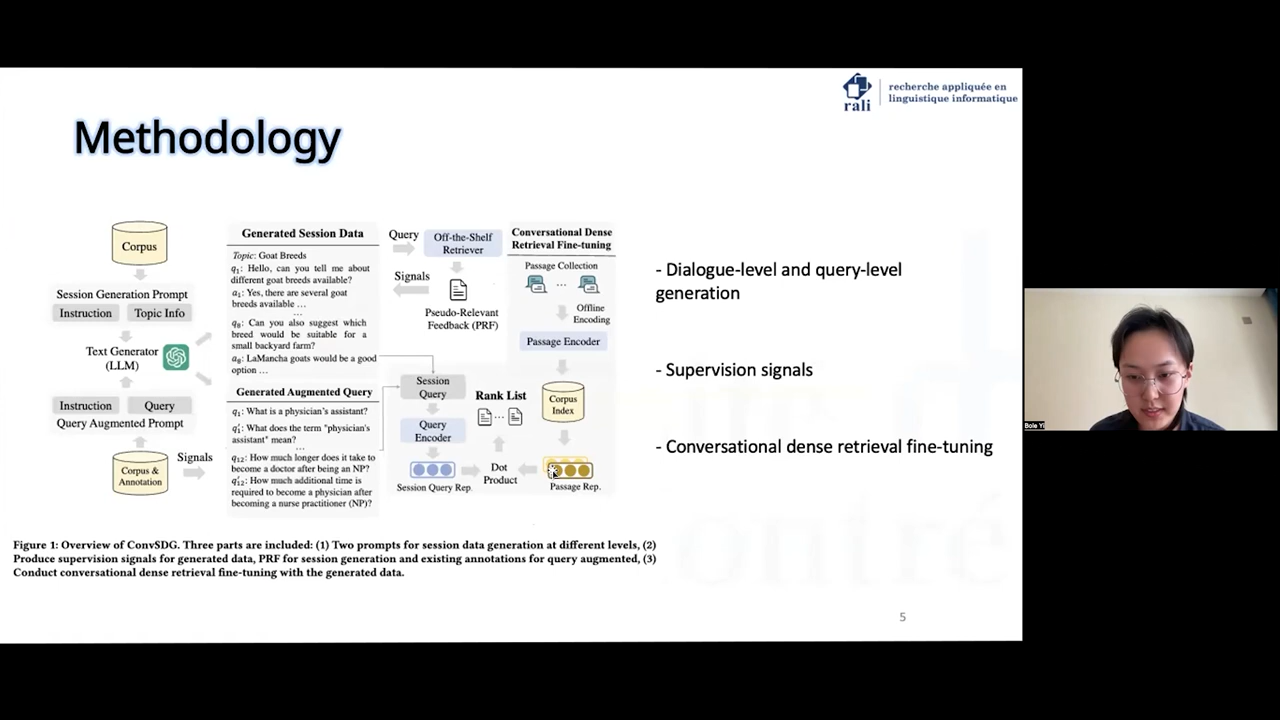 rali
recherche appliquée en
linguistique informatique
Methodology
Corpus
Session Generation Prompt
Instruction
Topic Info
Text Generator
(LLM)
Instruction
Query
Query Augmented Prompt
Corpus &
Annotation
Signals
Generated Session Data
Topic: Goat Breeds
q1: Hello, can you tell me about
different goat breeds available?
a1: Yes, there are several goat
breeds available ...
...
q8: Can you also suggest which
breed would be suitable for a
small backyard farm?
a8: LaMancha goats would be a good
option ...
Generated Augmented Query
q1: What is a physician's assistant?
q'1: What does the term "physician's
assistant" mean?
...
q12: How much longer does it take to
become a doctor after being an NP?
q'12: How much additional time is
required to become a physician after
becoming a nurse practitioner (NP)?
Query
Signals
Off-the-Shelf
Retriever
Pseudo-Relevant
Feedback (PRF)
Session
Query
Query
Encoder
Session Query Rep.
Rank List
...
Dot
Product
Conversational Dense
Retrieval Fine-tuning
Passage Collection
...
Offline
Encoding
Passage Encoder
Corpus
Index
Passage Rep.
- Dialogue-level and query-level
generation
- Supervision signals
- Conversational dense retrieval fine-tuning
Figure 1: Overview of ConvSDG. Three parts are included: (1) Two prompts for session data generation at different levels, (2)
Produce supervision signals for generated data, PRF for session generation and existing annotations for query augmented, (3)
Conduct conversational dense retrieval fine-tuning with the generated data.
5
Bole Yi